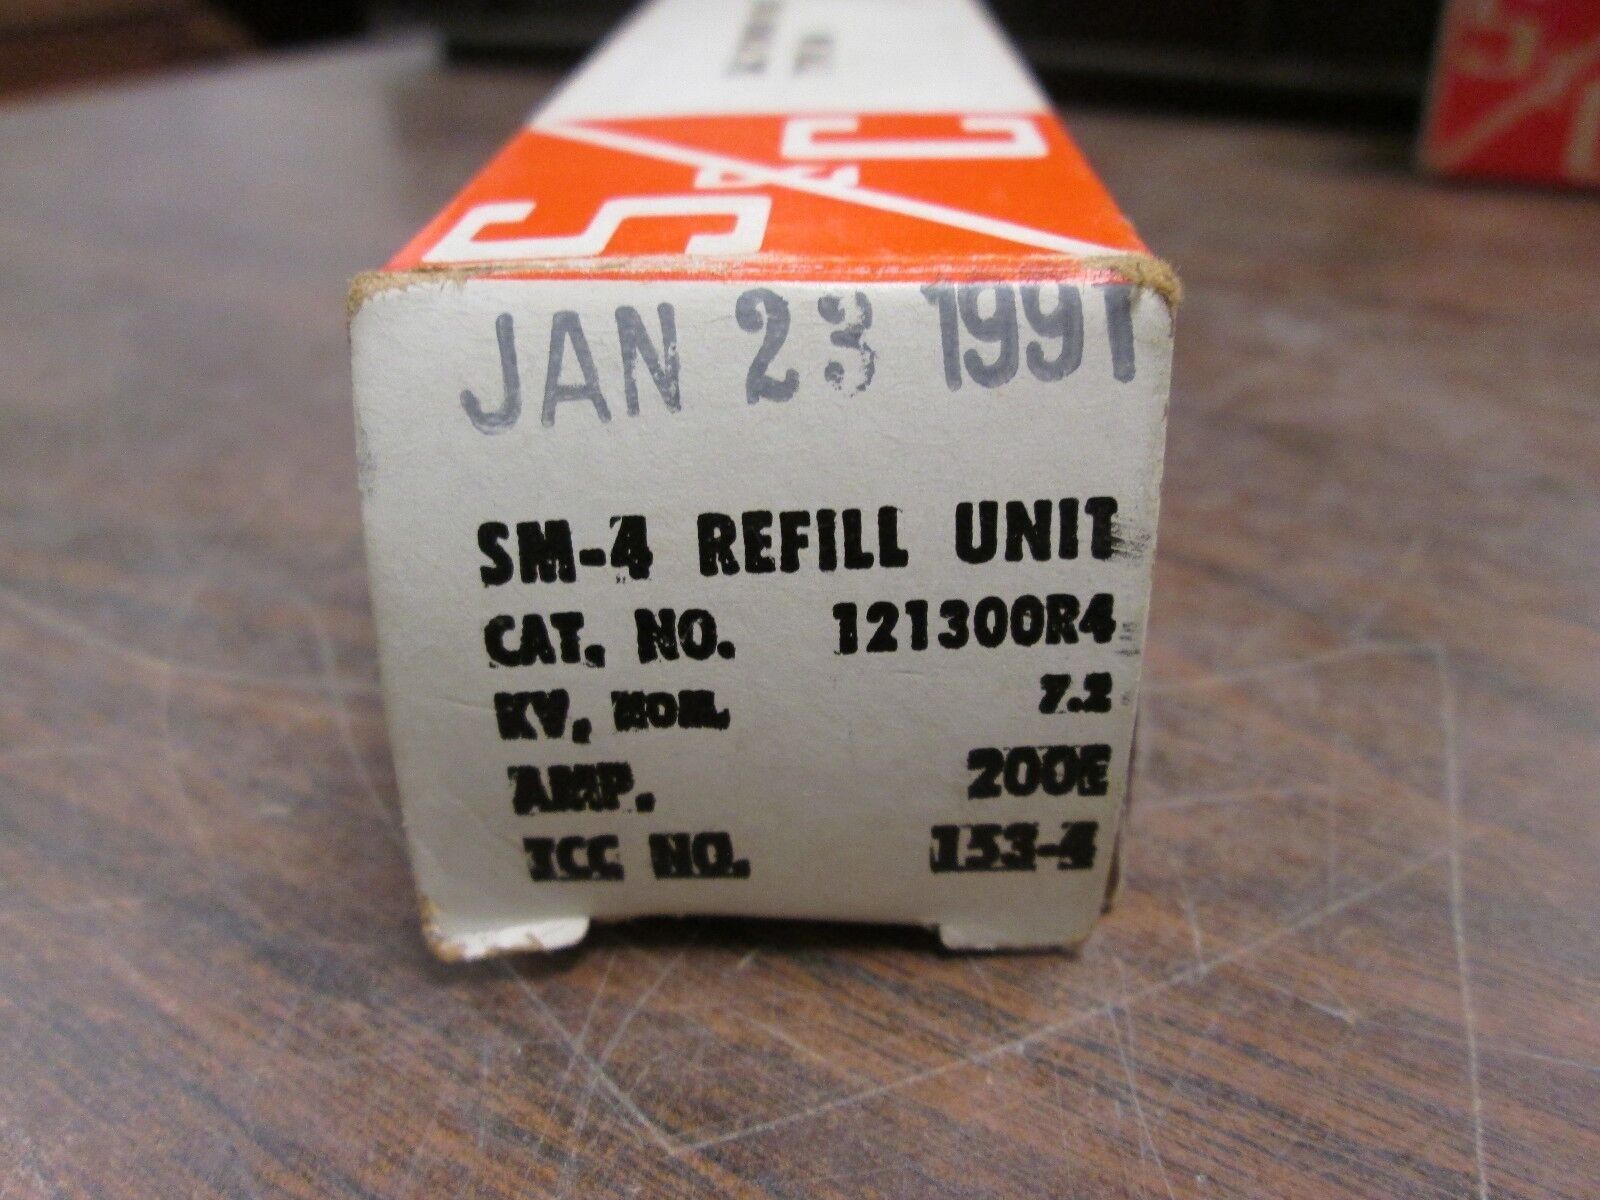 S&C
JAN 23 1991
SM-4 REFILL UNIT
CAT. NO. 121300R4
KV, NOM. 7.2
AMP. 200E
TCC NO. 153-4